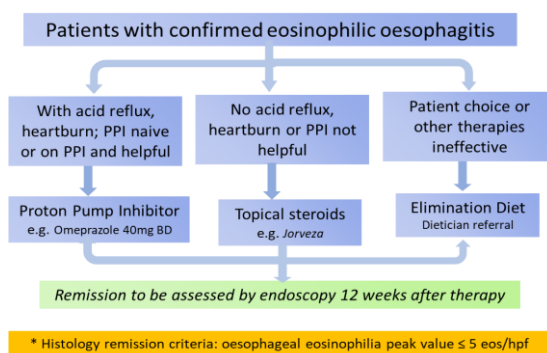 Patients with confirmed eosinophilic oesophagitis
With acid reflux,
heartburn; PPI naive
or on PPI and helpful
No acid reflux,
heartburn or PPI not
helpful
Patient choice or
other therapies
ineffective
Proton Pump Inhibitor
e.g. Omeprazole 40mg BD
Topical steroids
e.g. Jorveza
Elimination Diet
Dietician referral
Remission to be assessed by endoscopy 12 weeks after therapy
* Histology remission criteria: oesophageal eosinophilia peak value ≤ 5 eos/hpf